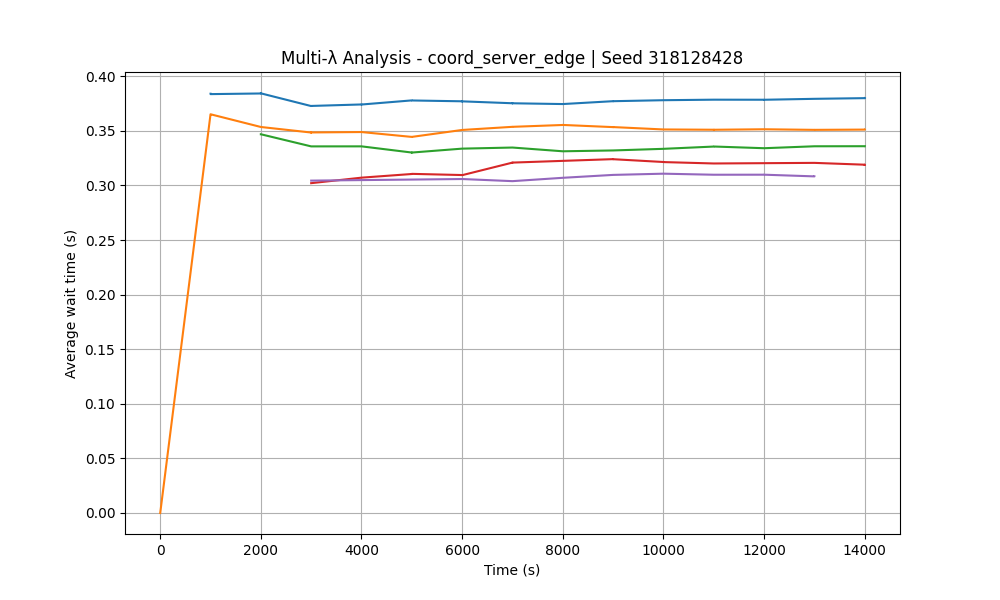 Multi-λ Analysis - coord_server_edge | Seed 318128428
0.40
0.35
0.30
0.25
0.20
0.15
0.10
0.05
0.00
Average wait time (s)
0 2000 4000 6000 8000 10000 12000 14000
Time (s)